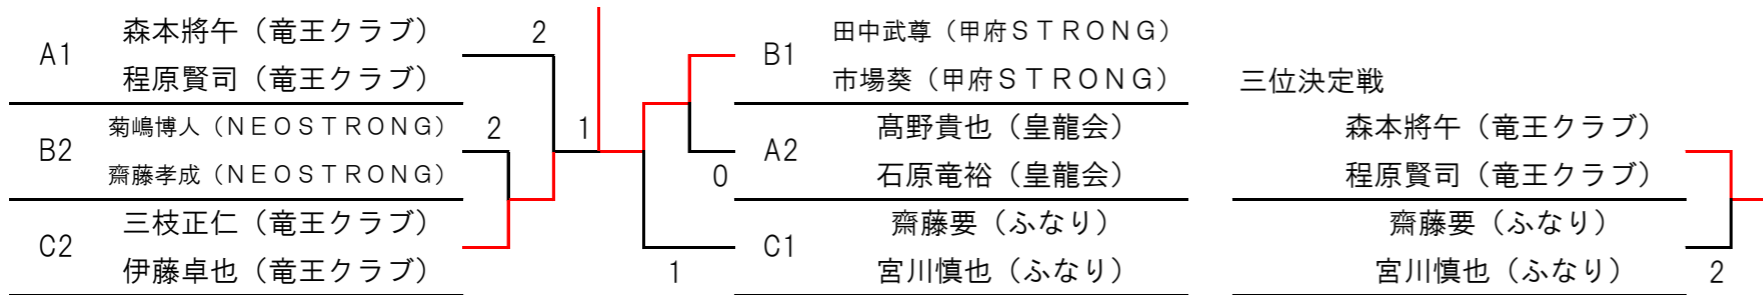 A1
森本將午（竜王クラブ）
程原賢司（竜王クラブ）
2
B2
菊嶋博人（ＮＥＯＳＴＲＯＮＧ）
齋藤孝成（ＮＥＯＳＴＲＯＮＧ）
2
1
C2
三枝正仁（竜王クラブ）
伊藤卓也（竜王クラブ）
B1
田中武尊（甲府ＳＴＲＯＮＧ）
市場葵（甲府ＳＴＲＯＮＧ）
0
A2
髙野貴也（皇龍会）
石原竜裕（皇龍会）
1
C1
齋藤要（ふなり）
宮川慎也（ふなり）
三位決定戦
森本將午（竜王クラブ）
程原賢司（竜王クラブ）
齋藤要（ふなり）
宮川慎也（ふなり）
2